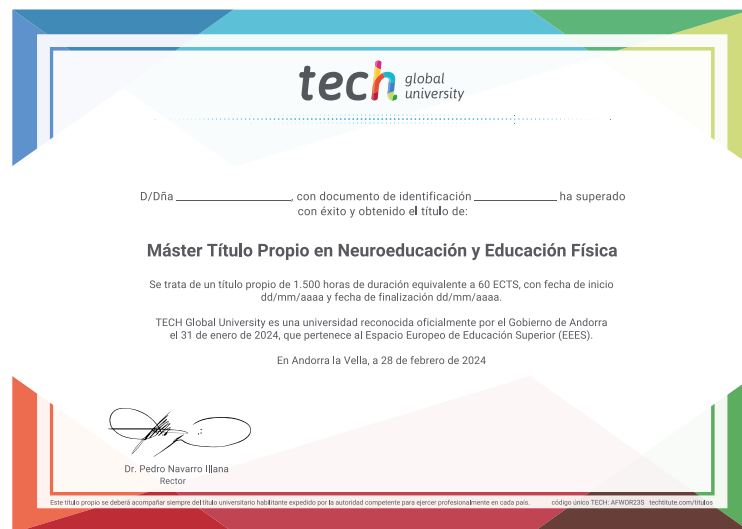 tech global university
D/Dña ____________________, con documento de identificación ______________ ha superado
con éxito y obtenido el título de:
Máster Título Propio en Neuroeducación y Educación Física
Se trata de un título propio de 1.500 horas de duración equivalente a 60 ECTS, con fecha de inicio
dd/mm/aaaa y fecha de finalización dd/mm/aaaa.
TECH Global University es una universidad reconocida oficialmente por el Gobierno de Andorra
el 31 de enero de 2024, que pertenece al Espacio Europeo de Educación Superior (EEES).
En Andorra la Vella, a 28 de febrero de 2024
Dr. Pedro Navarro Illana
Rector
Este título propio se deberá acompañar siempre del título universitario habilitante expedido por la autoridad competente para ejercer profesionalmente en cada país. código único TECH: AFWOR23S techtitute.com/titulos